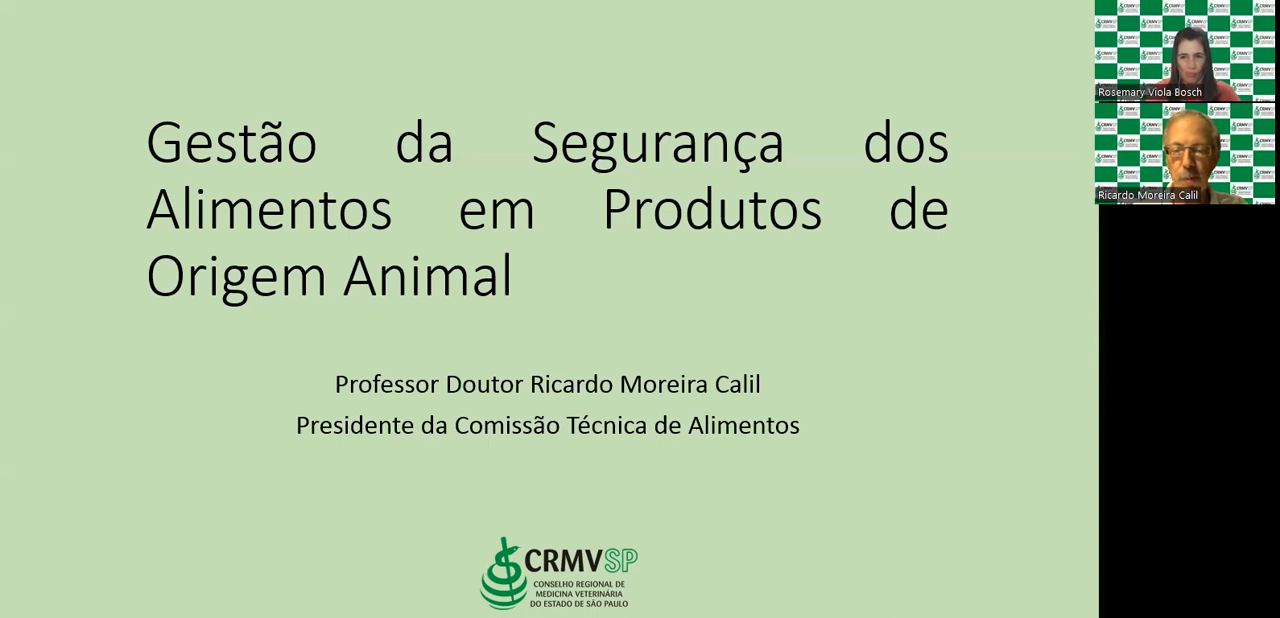 Gestão da Segurança dos
Alimentos em Produtos de
Origem Animal
Professor Doutor Ricardo Moreira Calil
Presidente da Comissão Técnica de Alimentos
CRMVSP
CONSELHO REGIONAL DE
MEDICINA VETERINÁRIA
DO ESTADO DE SÃO PAULO
Rosemary Viola Bosch
Ricardo Moreira Calil